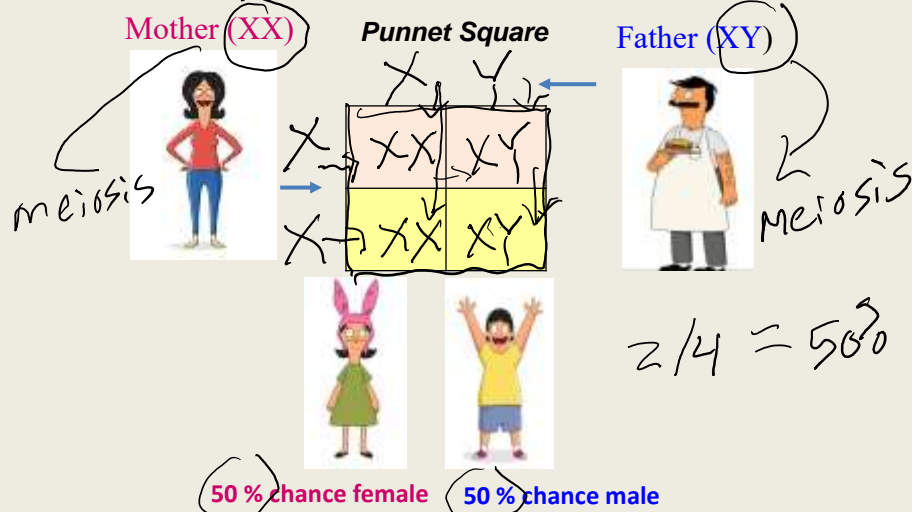 Mother (XX) Punnet Square Father (XY)
X Y
X XX XY
meiosis meiosis
X XX XY
2/4 = 50%
50 % chance female 50 % chance male